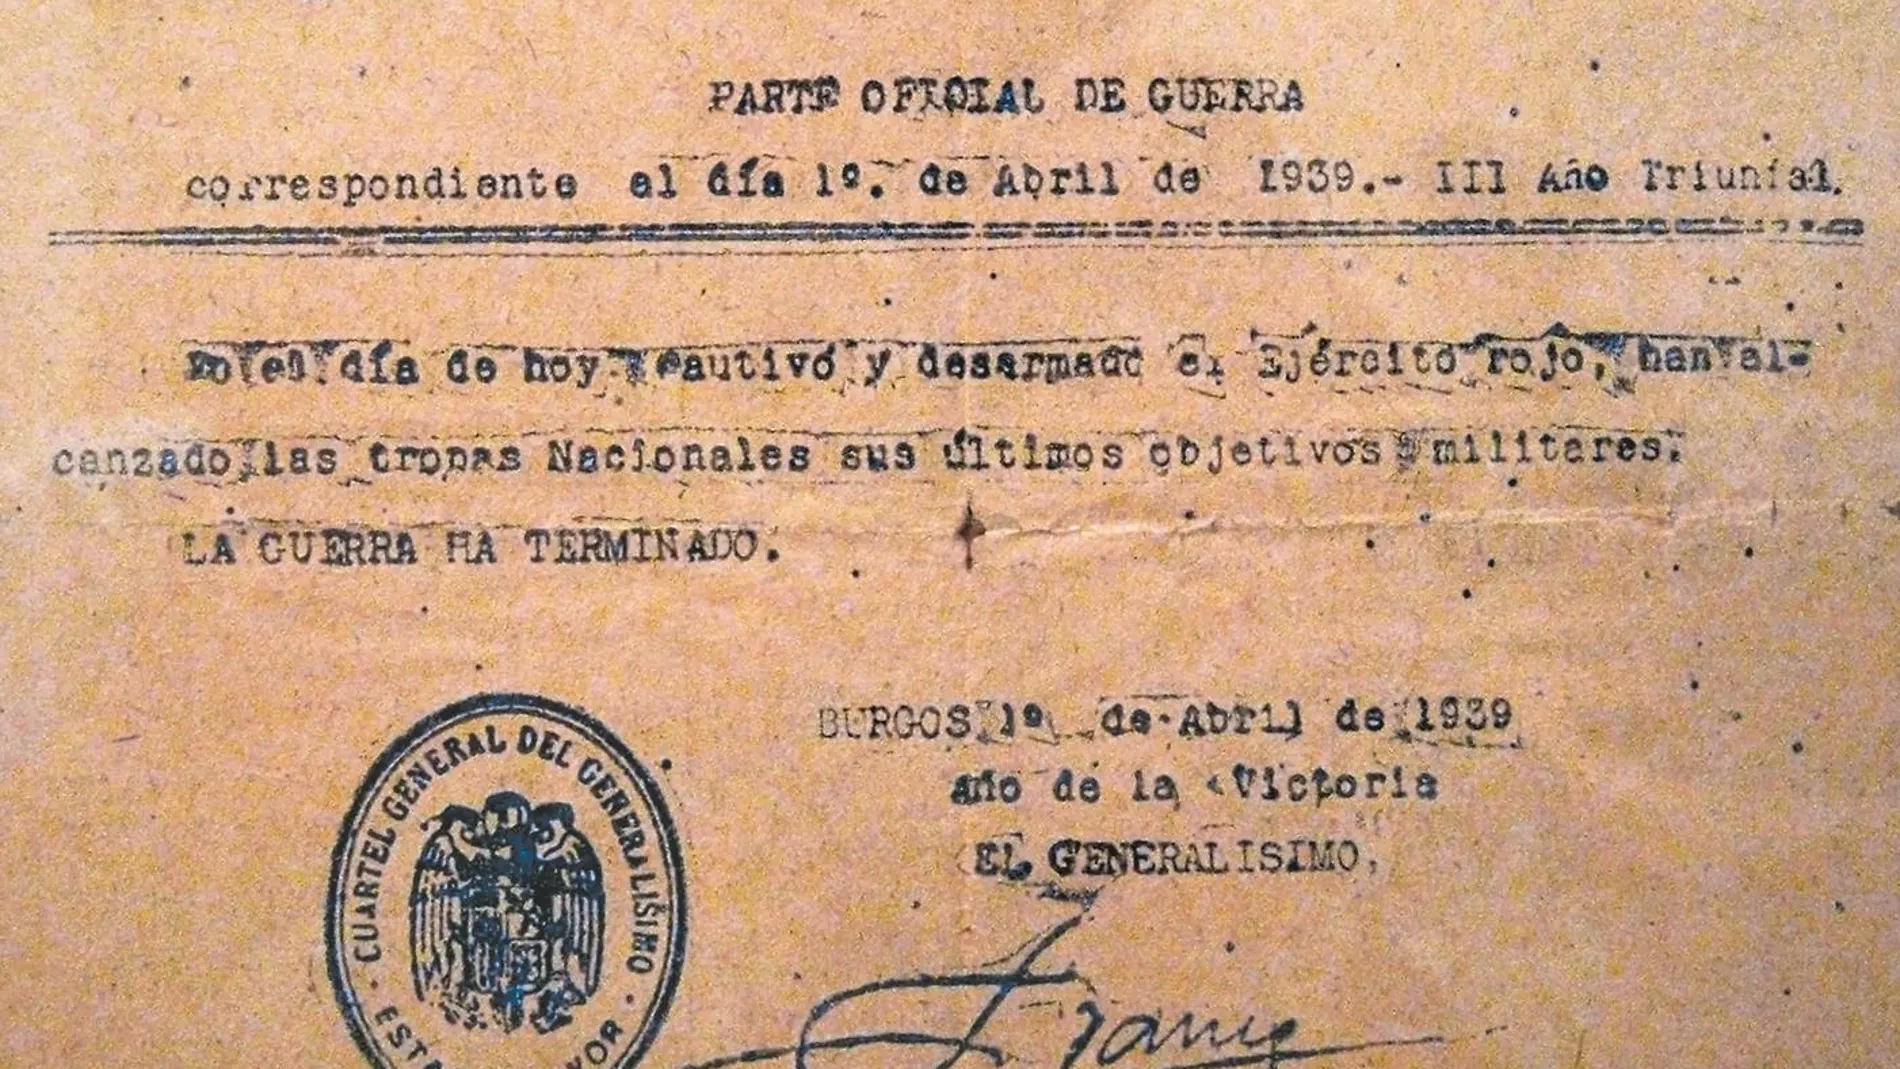 PARTE OFICIAL DE GUERRA
correspondiente al día 1º. de Abril de 1939.- III Año Triunfal.
En el día de hoy, cautivo y desarmado el Ejército rojo, han al-
canzado las tropas Nacionales sus últimos objetivos militares.
LA GUERRA HA TERMINADO.
BURGOS 1º de Abril de 1939
Año de la Victoria
EL GENERALISIMO,
CUARTEL GENERAL DEL GENERALÍSIMO